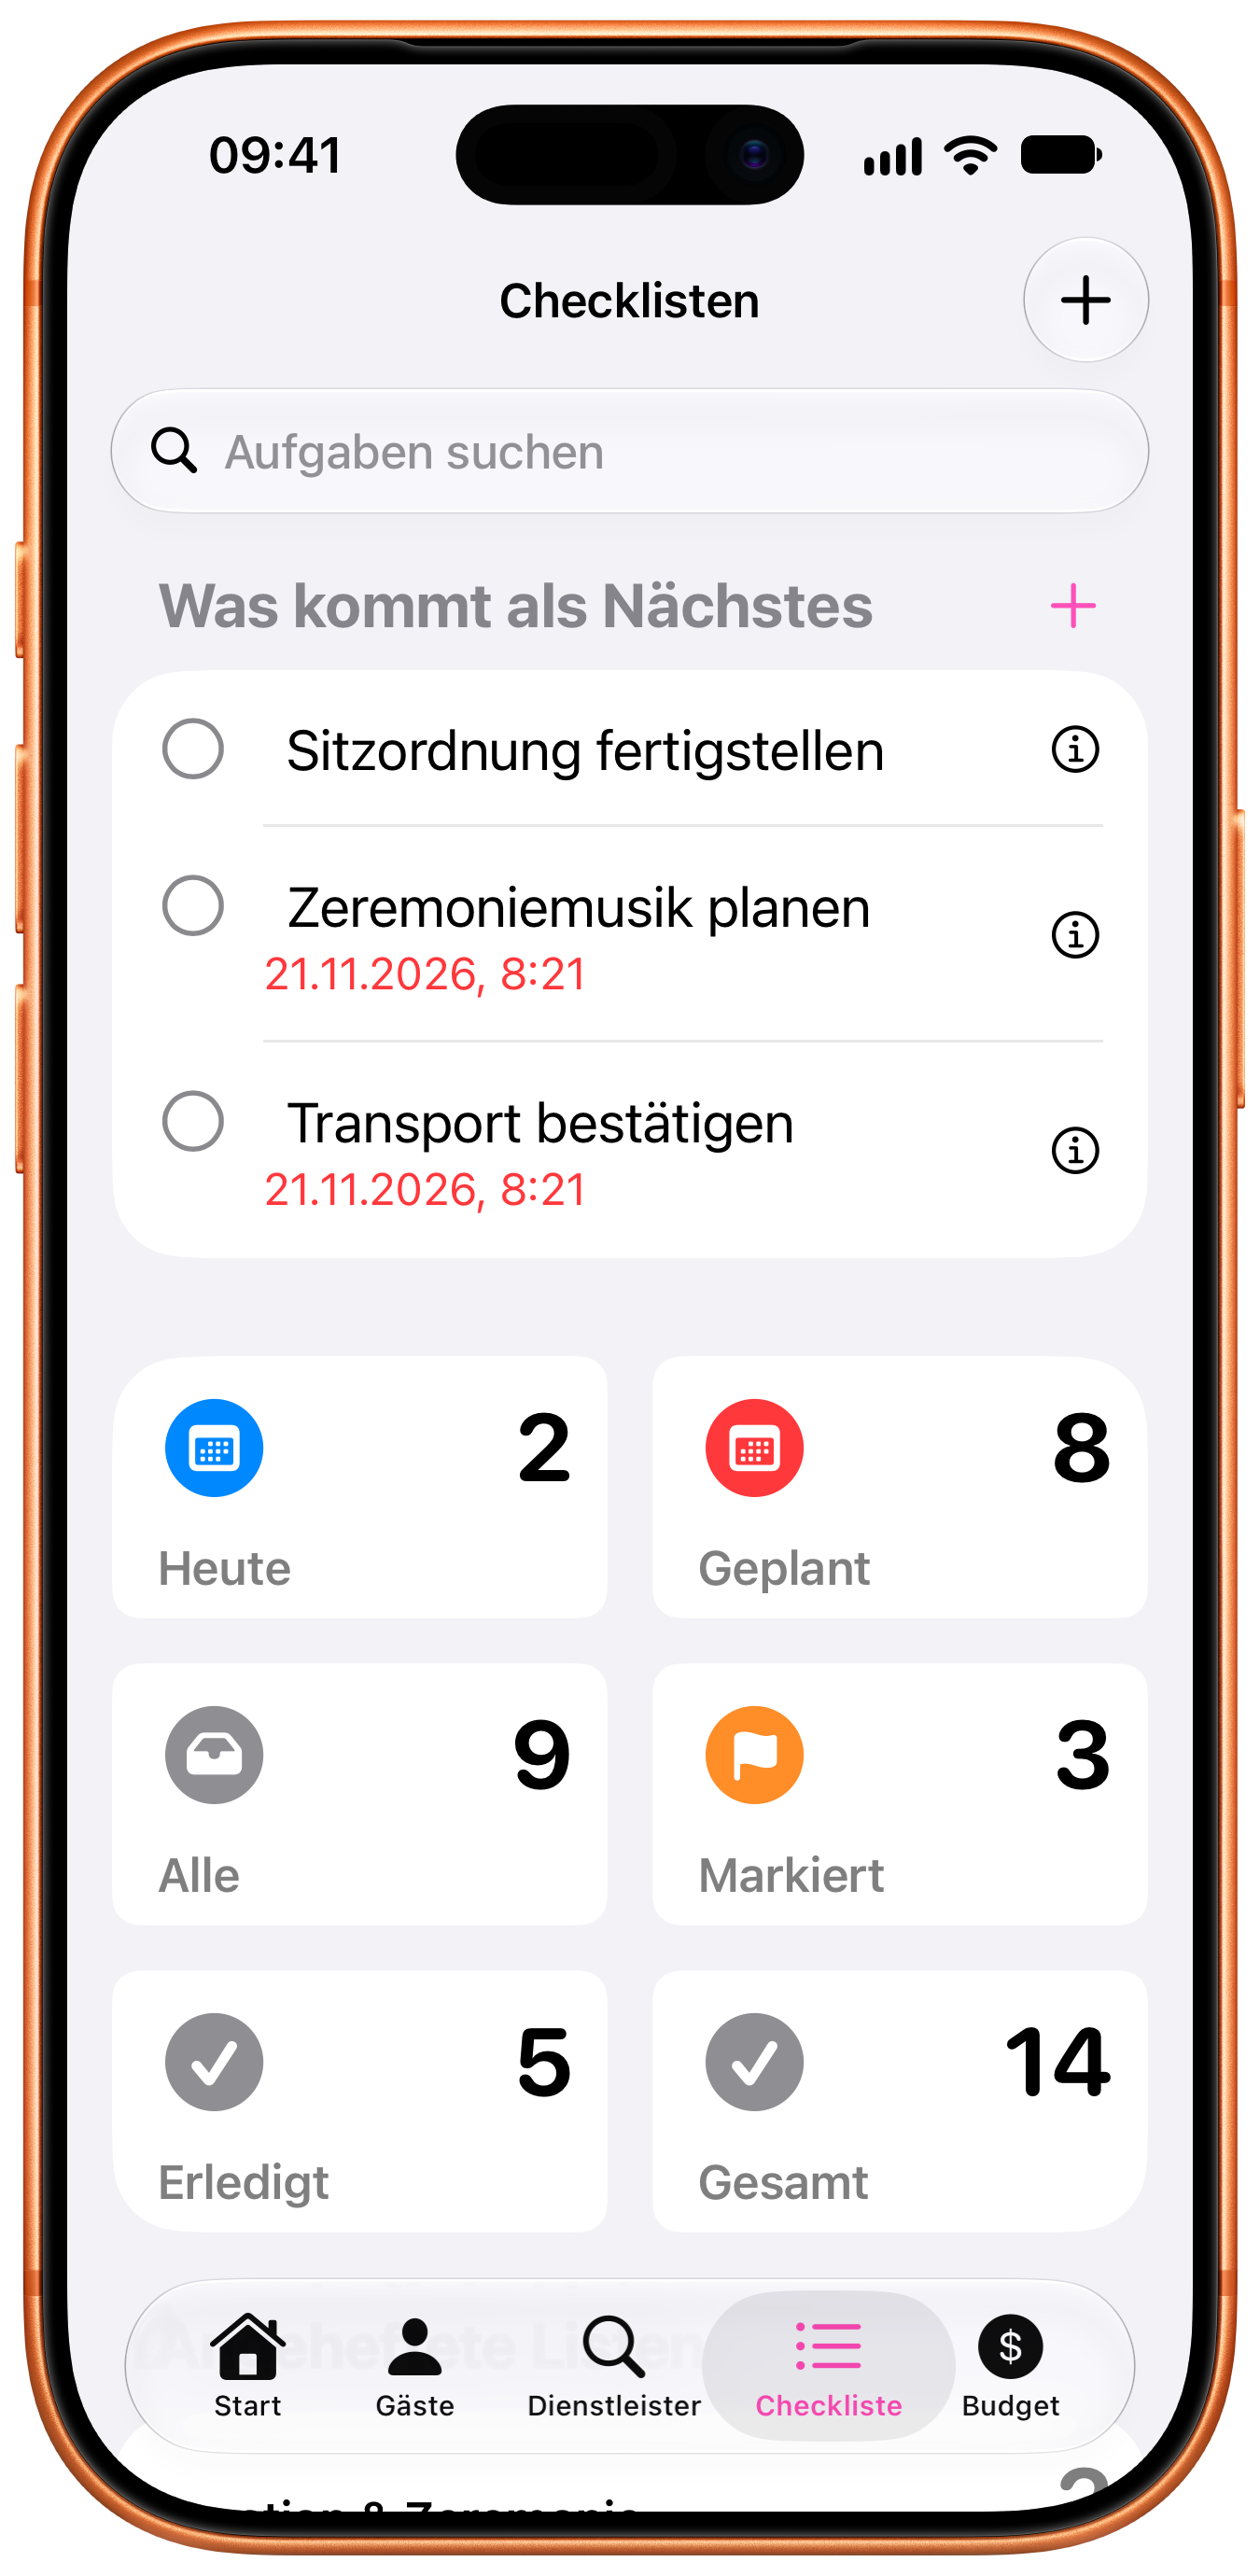 09:41
Checklisten
Aufgaben suchen
Was kommt als Nächstes
Sitzordnung fertigstellen
Zeremoniemusik planen
21.11.2026, 8:21
Transport bestätigen
21.11.2026, 8:21
2
8
Heute
Geplant
9
3
Alle
Markiert
5
14
Erledigt
Gesamt
Start
Gäste
Dienstleister
Checkliste
$
Budget
& Zeremonie